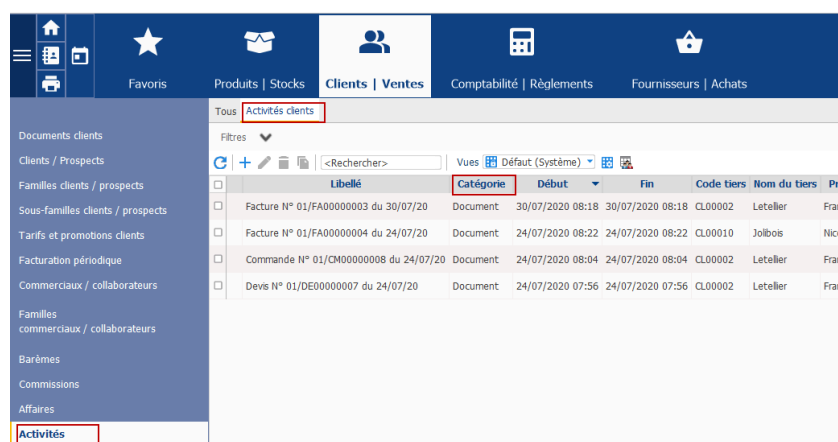 Favoris
Produits | Stocks
Clients | Ventes
Comptabilité | Règlements
Fournisseurs | Achats
Documents clients
Clients / Prospects
Familles clients / prospects
Sous-familles clients / prospects
Tarifs et promotions clients
Facturation périodique
Commerciaux / collaborateurs
Familles
commerciaux / collaborateurs
Barèmes
Commissions
Affaires
Activités
Tous Activités clients
Filtres
<Rechercher> Vues Défaut (Système)
Libellé Catégorie Début Fin Code tiers Nom du tiers Pr
Facture N° 01/FA00000003 du 30/07/20 Document 30/07/2020 08:18 30/07/2020 08:18 CL00002 Letellier Fra
Facture N° 01/FA00000004 du 24/07/20 Document 24/07/2020 08:22 24/07/2020 08:22 CL00010 Jolibois Nic
Commande N° 01/CM00000008 du 24/07/20 Document 24/07/2020 08:04 24/07/2020 08:04 CL00002 Letellier Fra
Devis N° 01/DE00000007 du 24/07/20 Document 24/07/2020 07:56 24/07/2020 07:56 CL00002 Letellier Fra